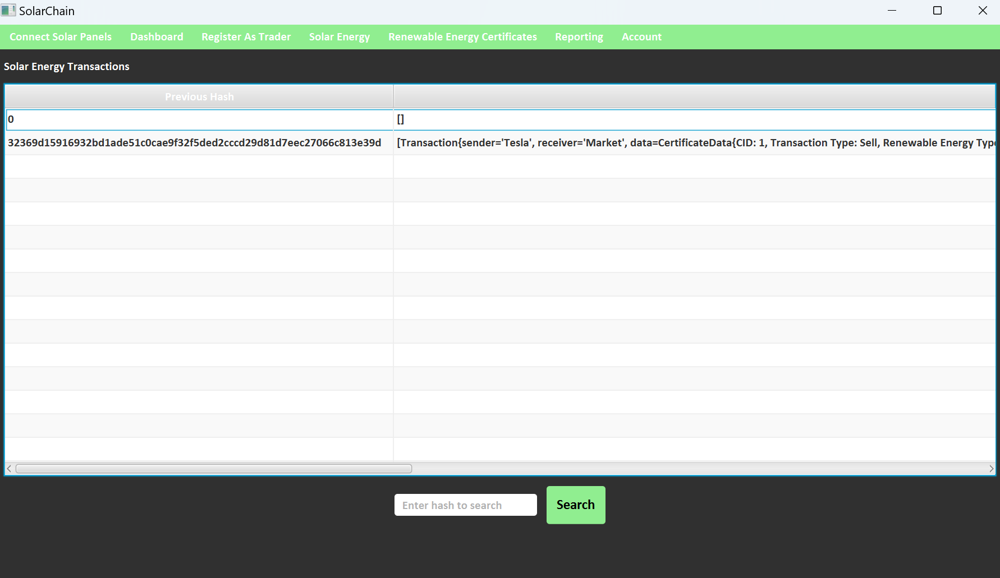 SolarChain
Connect Solar Panels Dashboard Register As Trader Solar Energy Renewable Energy Certificates Reporting Account
Solar Energy Transactions
Previous Hash
0 []
32369d15916932bd1ade51c0cae9f32f5ded2cccd29d81d7eec27066c813e39d [Transaction{sender='Tesla', receiver='Market', data=CertificateData{CID: 1, Transaction Type: Sell, Renewable Energy Type
Enter hash to search Search